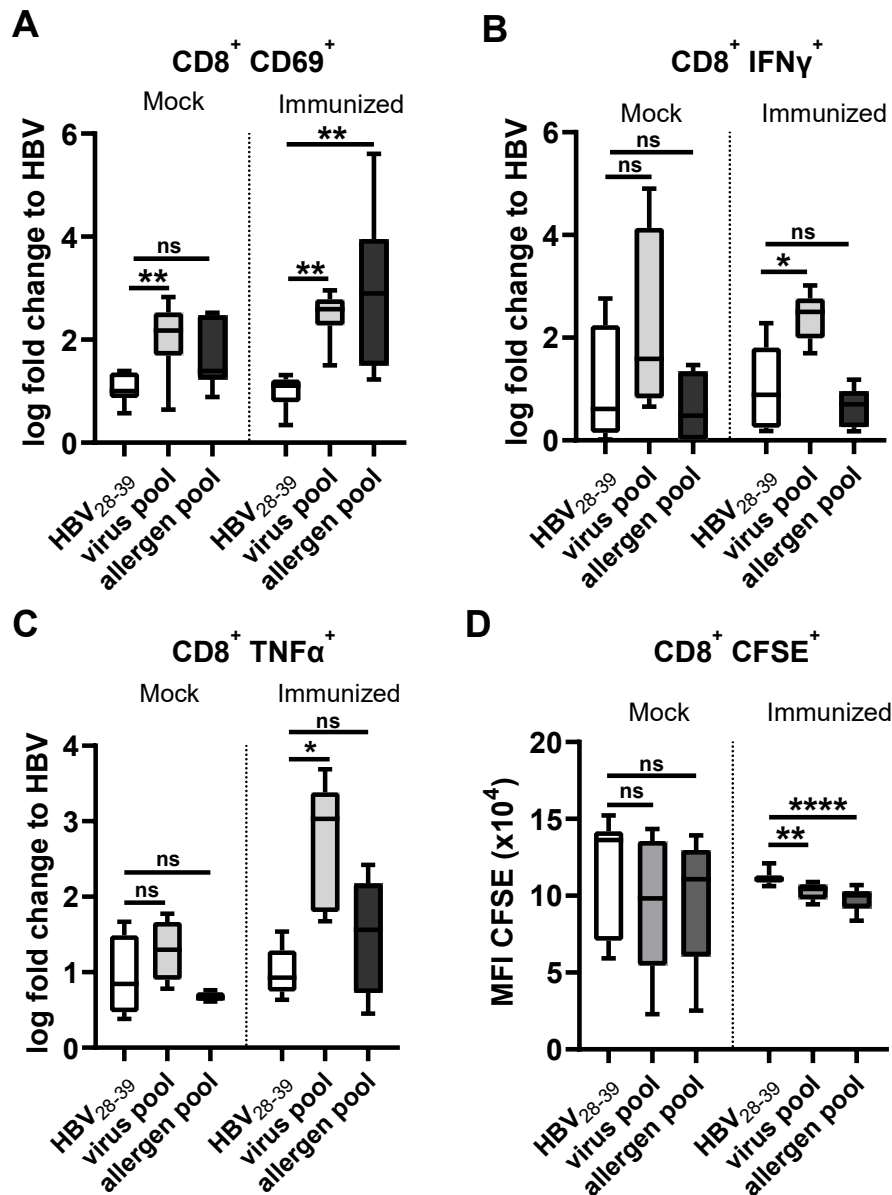 A
CD8⁺ CD69⁺
Mock
Immunized
log fold change to HBV
6
4
2
0
ns
**
**
**
HBV₂₈₋₃₉
virus pool
allergen pool
HBV₂₈₋₃₉
virus pool
allergen pool
B
CD8⁺ IFNγ⁺
Mock
Immunized
log fold change to HBV
6
4
2
0
ns
ns
ns
*
HBV₂₈₋₃₉
virus pool
allergen pool
HBV₂₈₋₃₉
virus pool
allergen pool
C
CD8⁺ TNFα⁺
Mock
Immunized
log fold change to HBV
4
3
2
1
0
ns
ns
ns
*
HBV₂₈₋₃₉
virus pool
allergen pool
HBV₂₈₋₃₉
virus pool
allergen pool
D
CD8⁺ CFSE⁺
Mock
Immunized
MFI CFSE (x10⁴)
20
15
10
5
0
ns
ns
****
**
HBV₂₈₋₃₉
virus pool
allergen pool
HBV₂₈₋₃₉
virus pool
allergen pool